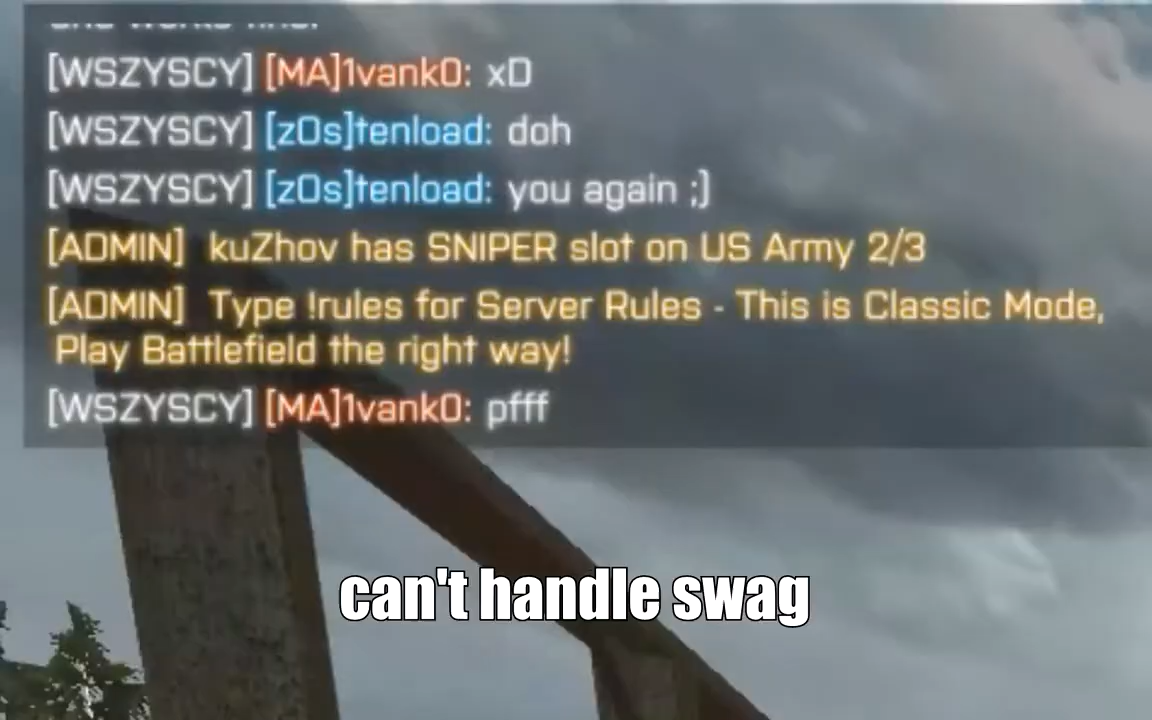 [WSZYSCY] [MA]1vank0: xD
[WSZYSCY] [z0s]tenload: doh
[WSZYSCY] [z0s]tenload: you again ;)
[ADMIN] kuZhov has SNIPER slot on US Army 2/3
[ADMIN] Type !rules for Server Rules - This is Classic Mode,
Play Battlefield the right way!
[WSZYSCY] [MA]1vank0: pfff
can't handle swag